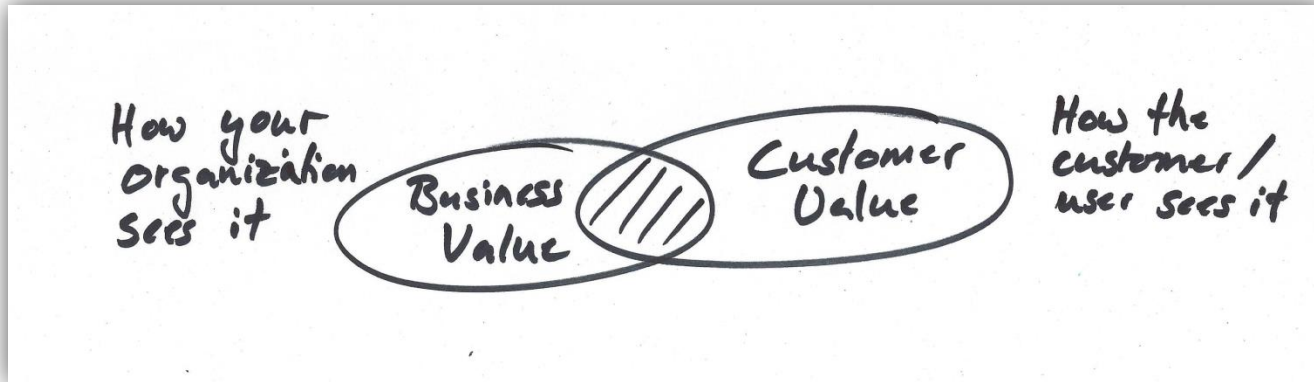 How your
organization
sees it
Business
Value
Customer
Value
How the
customer/
user sees it